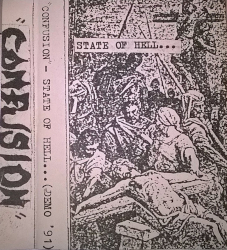 "CONFUSION"
"CONFUSION" - STATE OF HELL...(DEMO '91)
STATE OF HELL...